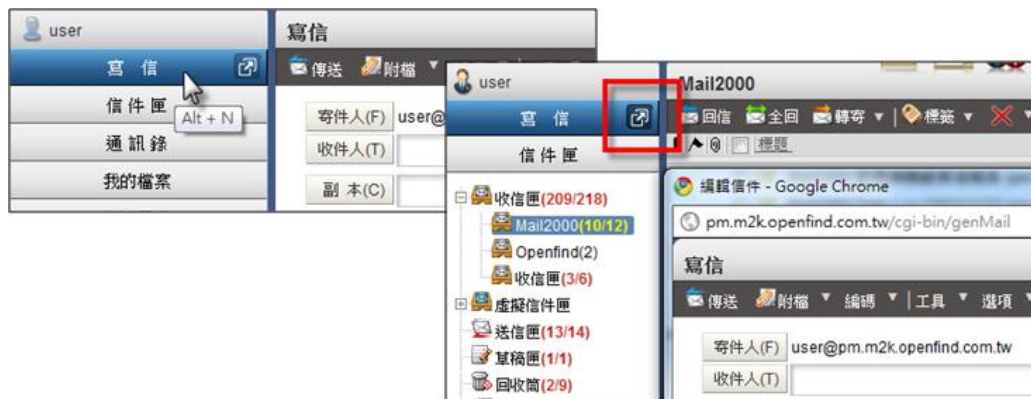 user
寫 信
Alt + N
信 件 匣
通 訊 錄
我的檔案
寫信
傳送 附檔 ▼
寄件人(F) user@
收件人(T)
副 本(C)
user
寫 信
信 件 匣
收信匣(209/218)
Mail2000(10/12)
Openfind(2)
收信匣(3/6)
虛擬信件匣
送信匣(13/14)
草稿匣(1/1)
回收筒(2/9)
Mail2000
回信 全回 轉寄 ▼ | 標籤 ▼
標題
編輯信件 - Google Chrome
pm.m2k.openfind.com.tw/cgi-bin/genMail
寫信
傳送 附檔 ▼ 編碼 ▼ | 工具 ▼ 選項 ▼
寄件人(F) user@pm.m2k.openfind.com.tw
收件人(T)